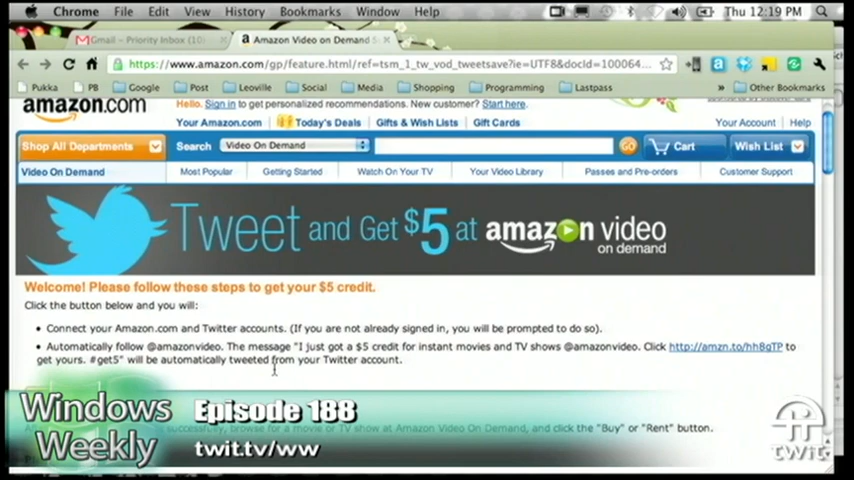 Chrome File Edit View History Bookmarks Window Help Thu 12:19 PM
Gmail – Priority Inbox (10) Amazon Video on Demand S
https://www.amazon.com/gp/feature.html/ref=tsm_1_tw_vod_tweetsave?ie=UTF8&docId=100064
Pukka PB Google Post Leoville Social Media Shopping Programming Lastpass » Other Bookmarks
amazon.com Hello. Sign in to get personalized recommendations. New customer? Start here.
Your Amazon.com Today's Deals Gifts & Wish Lists Gift Cards Your Account Help
Shop All Departments Search Video On Demand GO Cart Wish List
Video On Demand Most Popular Getting Started Watch On Your TV Your Video Library Passes and Pre-orders Customer Support
Tweet and Get $5 at amazon video
on demand
Welcome! Please follow these steps to get your $5 credit.
Click the button below and you will:
• Connect your Amazon.com and Twitter accounts. (If you are not already signed in, you will be prompted to do so).
• Automatically follow @amazonvideo. The message "I just got a $5 credit for instant movies and TV shows @amazonvideo. Click http://amzn.to/hh8gTP to
get yours. #get5" will be automatically tweeted from your Twitter account.
successfully, browse for a movie or TV show at Amazon Video On Demand, and click the "Buy" or "Rent" button.
Windows
Weekly
Episode 188
twit.tv/ww
twit